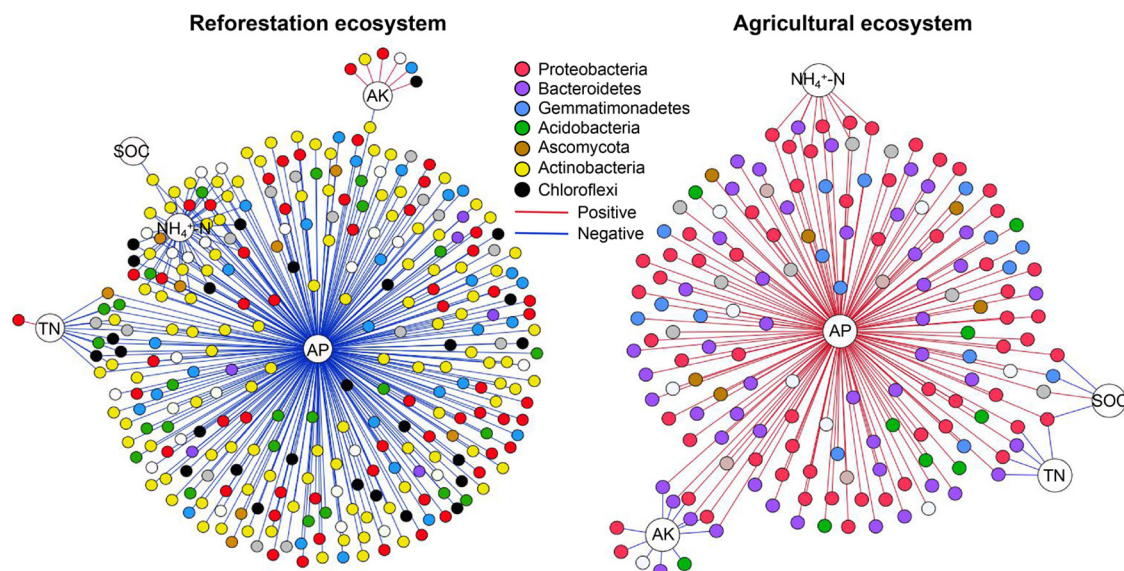 Reforestation ecosystem
Agricultural ecosystem
AK
SOC
NH₄⁺-N
TN
AP
Proteobacteria
Bacteroidetes
Gemmatimonadetes
Acidobacteria
Ascomycota
Actinobacteria
Chloroflexi
Positive
Negative
NH₄⁺-N
AP
SOC
TN
AK